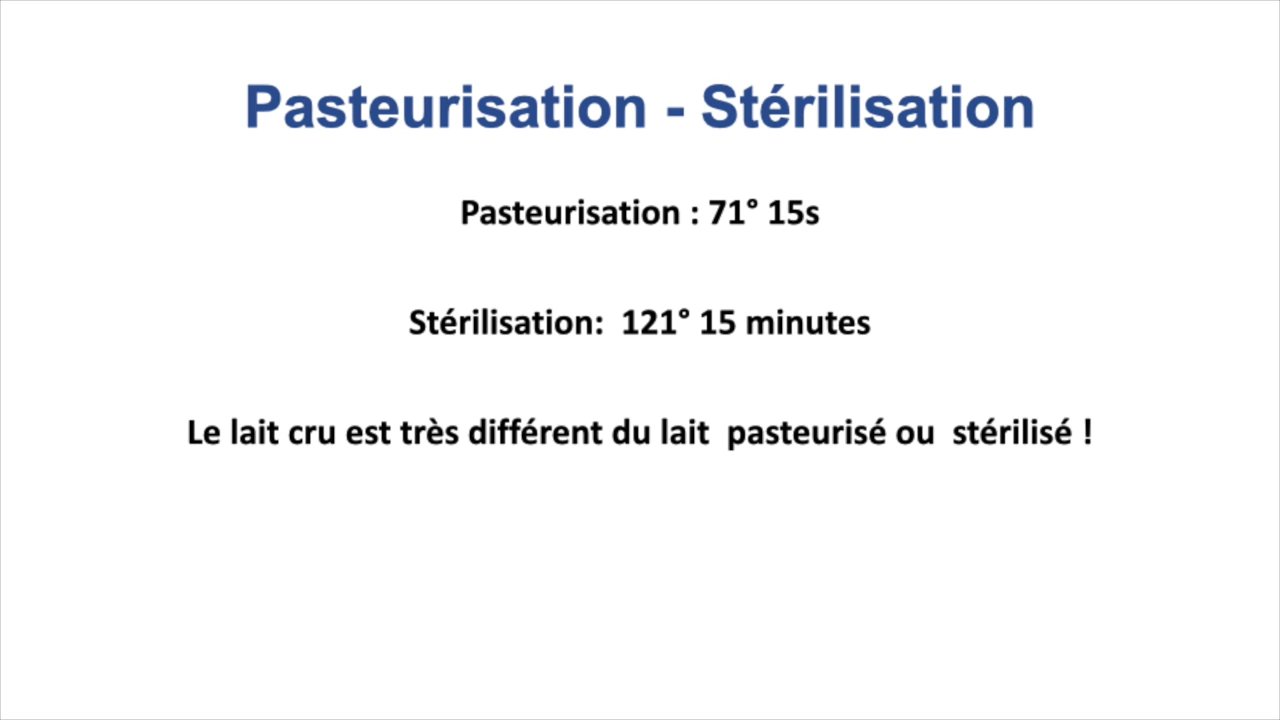 Pasteurisation - Stérilisation
Pasteurisation : 71° 15s
Stérilisation:  121° 15 minutes
Le lait cru est très différent du lait  pasteurisé ou  stérilisé !